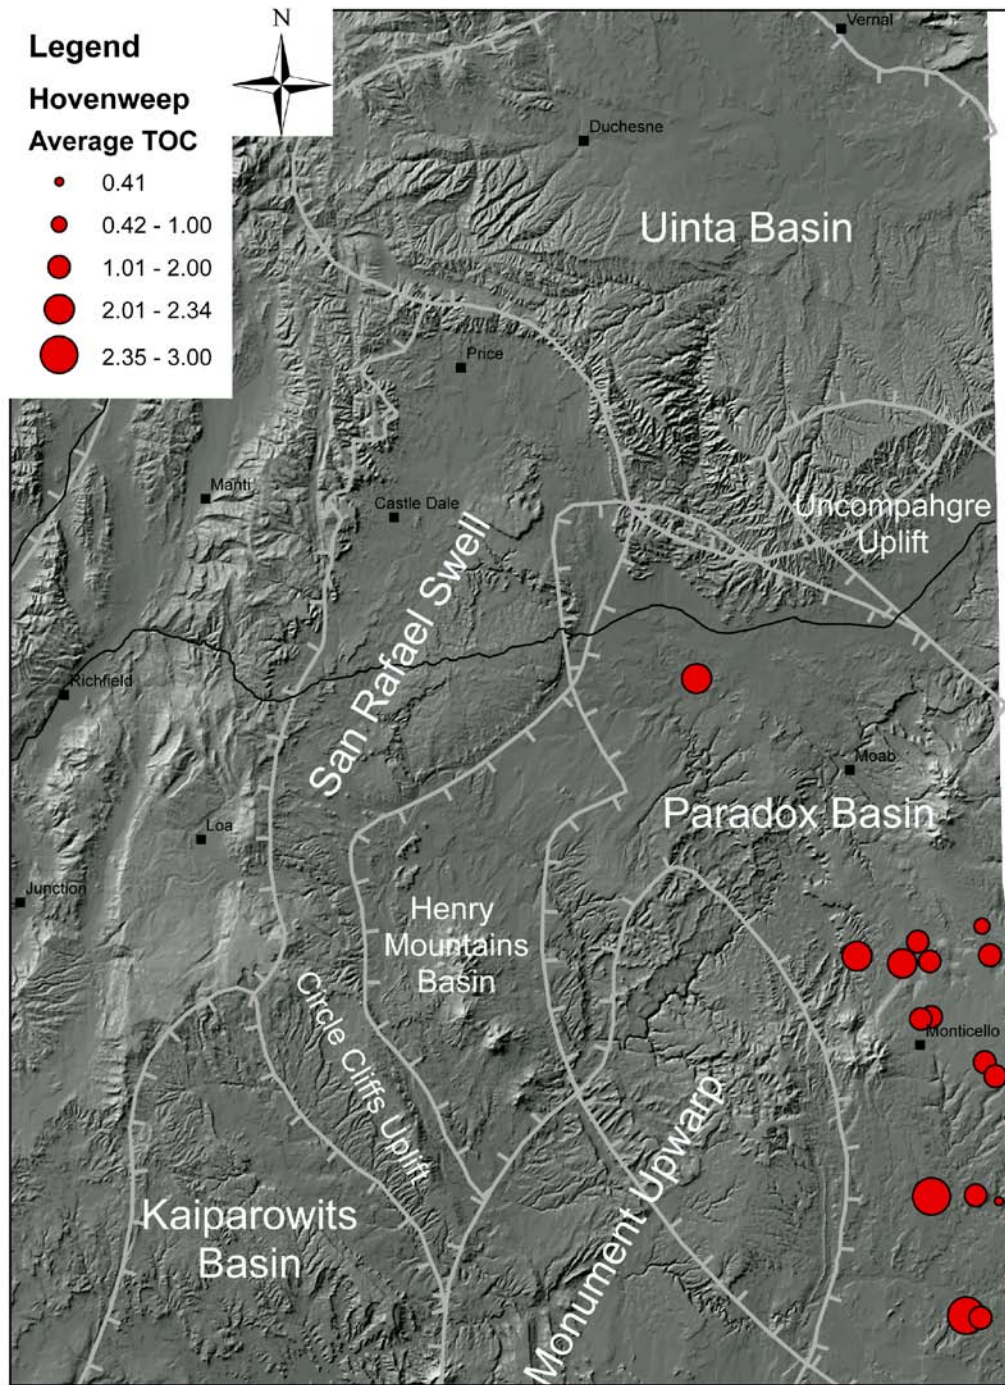 N
Legend
Hovenweep
Average TOC
0.41
0.42 - 1.00
1.01 - 2.00
2.01 - 2.34
2.35 - 3.00
Vernal
Duchesne
Uinta Basin
Price
Manti
Castle Dale
Uncompahgre
Uplift
San Rafael Swell
Richfield
Moab
Paradox Basin
Loa
Junction
Henry
Mountains
Basin
Circle Cliffs Uplift
Monticello
Monument Upwarp
Kaiparowits
Basin